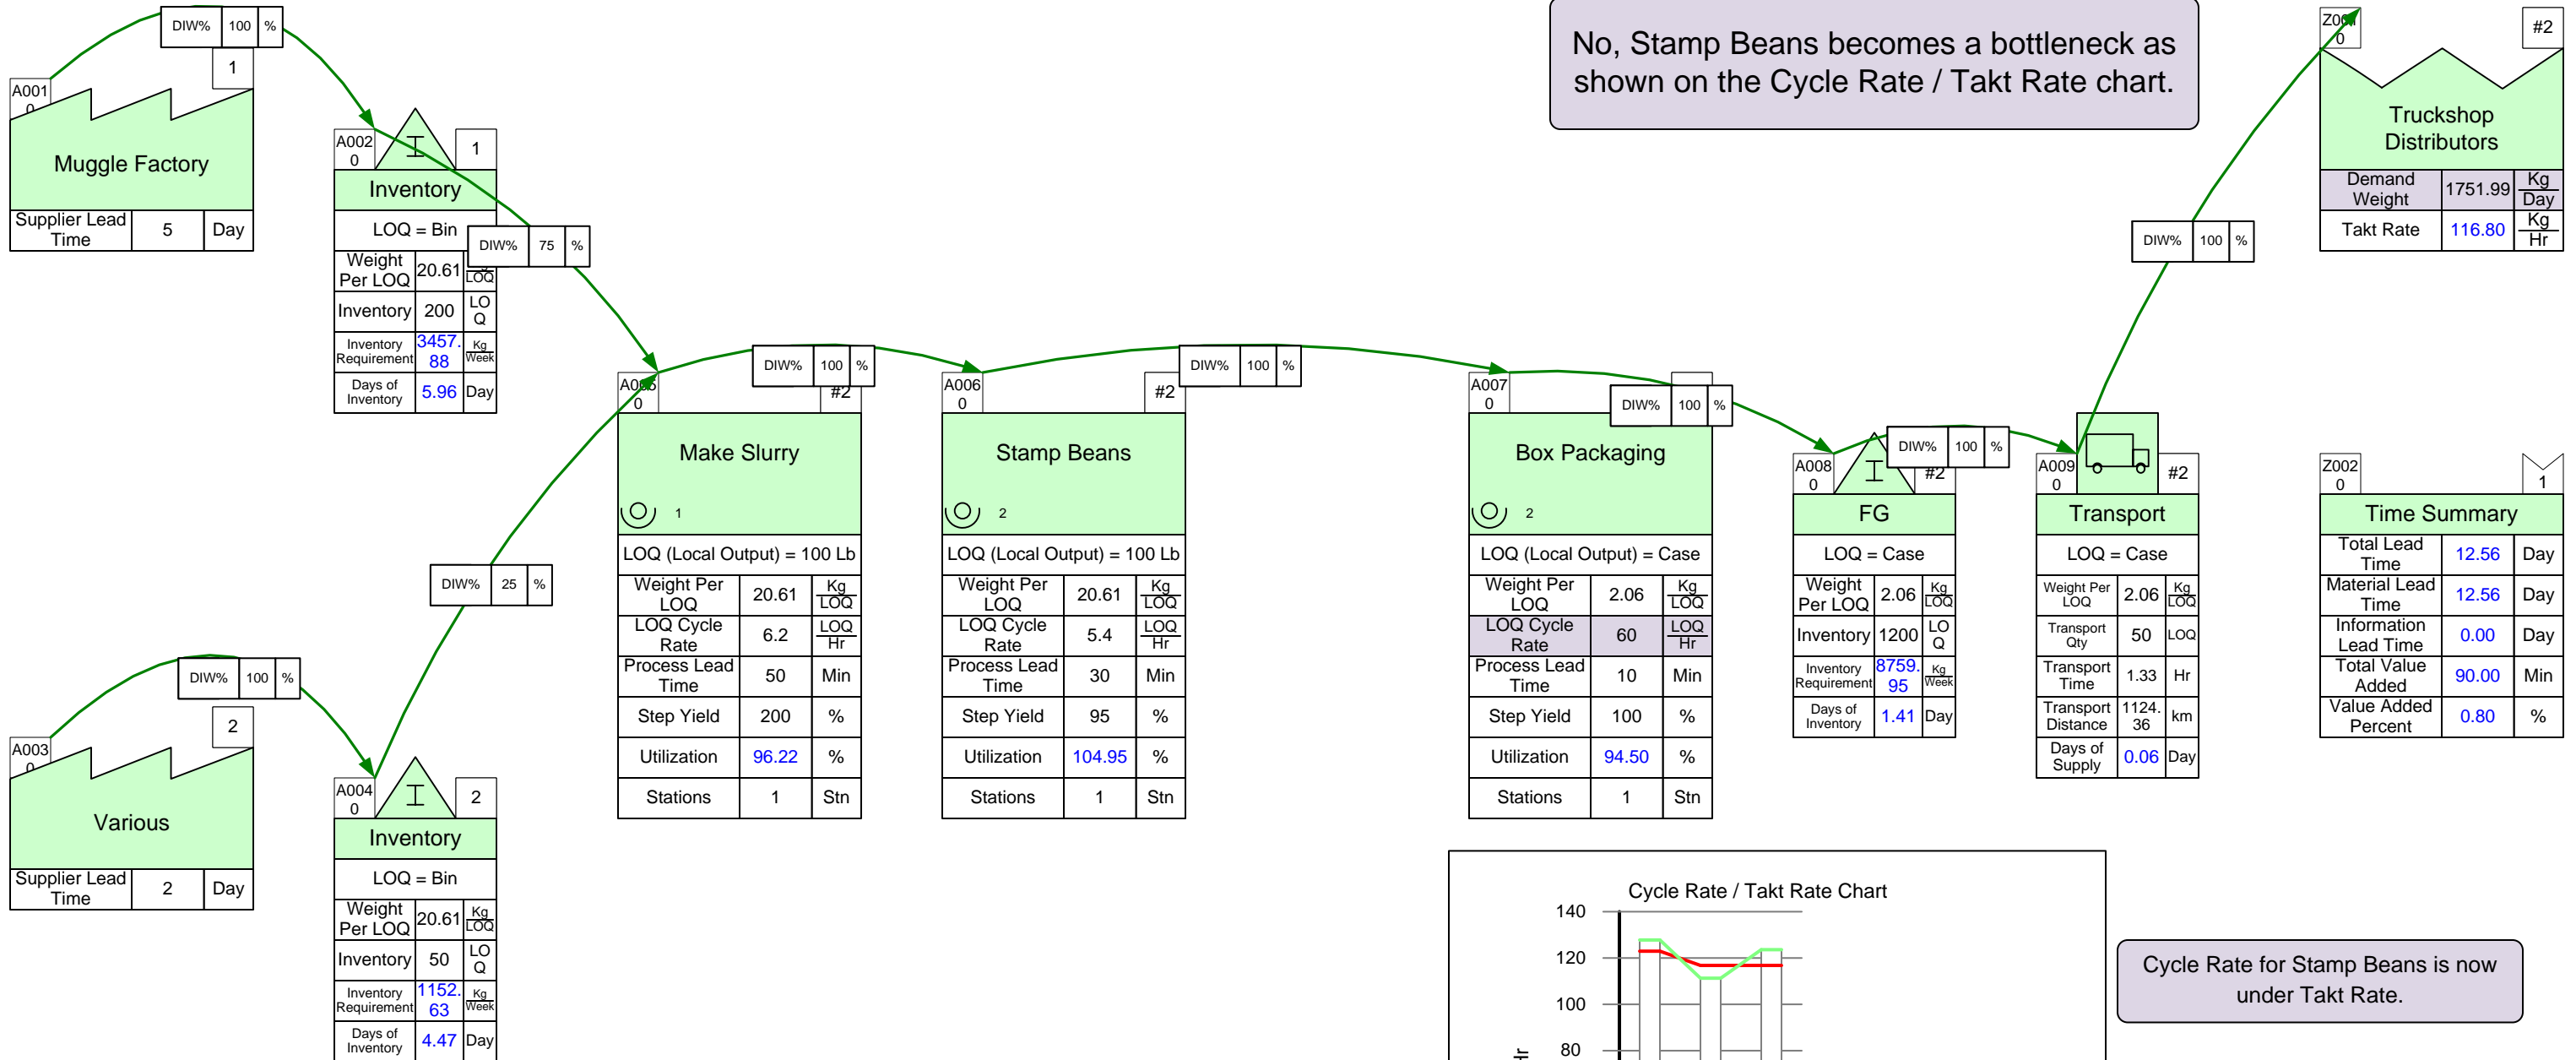 DIW% 100 %
1
A001
0
Muggle Factory
Supplier Lead
Time 5 Day
A002
0
1
Inventory
LOQ = Bin
DIW% 75 %
Weight
Per LOQ 20.61 LOQ
Inventory 200 LO
Q
Inventory
Requirement 3457.
88 Kg
Week
Days of
Inventory 5.96 Day
DIW% 25 %
DIW% 100 %
2
A003
0
Various
Supplier Lead
Time 2 Day
A004
0
2
Inventory
LOQ = Bin
Weight
Per LOQ 20.61 Kg
LOQ
Inventory 50 LO
Q
Inventory
Requirement 1152.
63 Kg
Week
Days of
Inventory 4.47 Day
0
DIW% 100 %
#2
Make Slurry
1
LOQ (Local Output) = 100 Lb
Weight Per
LOQ 20.61 Kg
LOQ
LOQ Cycle
Rate 6.2 LOQ
Hr
Process Lead
Time 50 Min
Step Yield 200 %
Utilization 96.22 %
Stations 1 Stn
A006
0
#2
DIW% 100 %
Stamp Beans
2
LOQ (Local Output) = 100 Lb
Weight Per
LOQ 20.61 Kg
LOQ
LOQ Cycle
Rate 5.4 LOQ
Hr
Process Lead
Time 30 Min
Step Yield 95 %
Utilization 104.95 %
Stations 1 Stn
No, Stamp Beans becomes a bottleneck as
shown on the Cycle Rate / Takt Rate chart.
A007
0
DIW% 100 %
Box Packaging
2
LOQ (Local Output) = Case
Weight Per
LOQ 2.06 Kg
LOQ
LOQ Cycle
Rate 60 LOQ
Hr
Process Lead
Time 10 Min
Step Yield 100 %
Utilization 94.50 %
Stations 1 Stn
A008
0
DIW% 100 %
#2
FG
LOQ = Case
Weight
Per LOQ 2.06 Kg
LOQ
Inventory 1200 LO
Q
Inventory
Requirement 8759.
95 Kg
Week
Days of
Inventory 1.41 Day
A009
0
#2
Transport
LOQ = Case
Weight Per
LOQ 2.06 Kg
LOQ
Transport
Qty 50 LOQ
Transport
Time 1.33 Hr
Transport
Distance 1124.
36 km
Days of
Supply 0.06 Day
DIW% 100 %
0
#2
Truckshop
Distributors
Demand
Weight 1751.99 Kg
Day
Takt Rate 116.80 Kg
Hr
Z002
0
1
Time Summary
Total Lead
Time 12.56 Day
Material Lead
Time 12.56 Day
Information
Lead Time 0.00 Day
Total Value
Added 90.00 Min
Value Added
Percent 0.80 %
Cycle Rate / Takt Rate Chart
140
120
100
80
Cycle Rate for Stamp Beans is now
under Takt Rate.